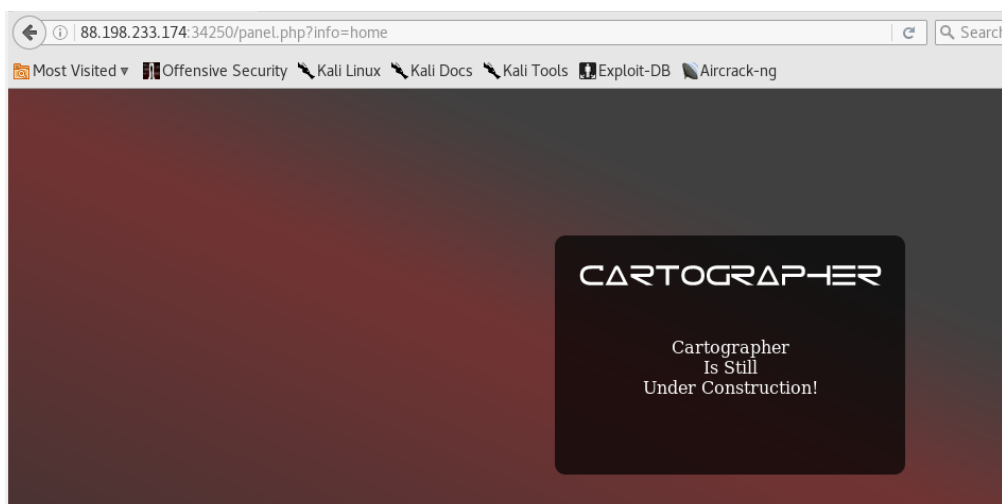 88.198.233.174:34250/panel.php?info=home
Search
Most Visited Offensive Security Kali Linux Kali Docs Kali Tools Exploit-DB Aircrack-ng
CARTOGRAPHER
Cartographer
Is Still
Under Construction!